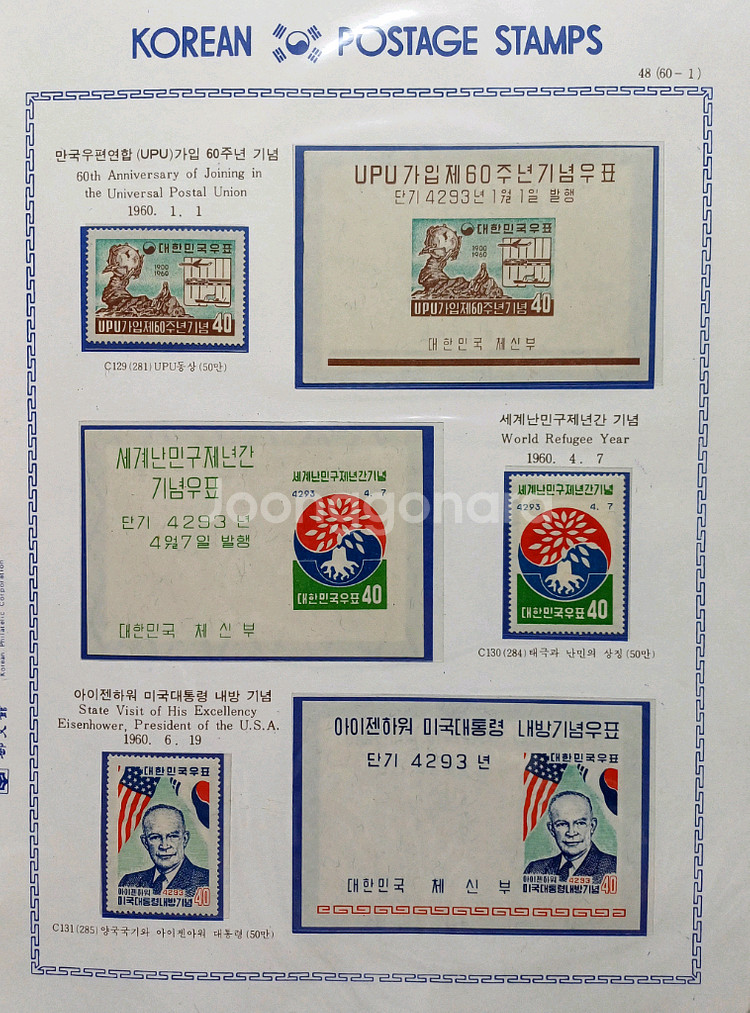 KOREAN POSTAGE STAMPS
48 (60-1)
만국우편연합 (UPU)가입 60주년 기념
60th Anniversary of Joining in
the Universal Postal Union
1960. 1. 1
대한민국우표
1900
1960
UPU가입제60주년기념 40
C129(281) UPU동상(50만)
UPU가입제60주년기념우표
단기 4293년 1월 1일 발행
대한민국우표
1900
1960
UPU가입제60주년기념 40
대한민국 체신부
세계난민구제년간
기념우표
단기 4293년
4월 7일 발행
세계난민구제년간기념
4293 4. 7
대한민국우표 40
대한민국 체신부
세계난민구제년간 기념
World Refugee Year
1960. 4. 7
세계난민구제년간기념
4293 4. 7
대한민국우표 40
C130(284) 태극과 난민의 상징(50만)
Joonggonara
아이젠하워 미국대통령 내방 기념
State Visit of His Excellency
Eisenhower, President of the U.S.A.
1960. 6. 19
대한민국우표
아이젠하워 4293
미국대통령내방기념 40
C131(285)양국국기와 아이젠하워 대통령(50만)
아이젠하워 미국대통령 내방기념우표
단기 4293년
대한민국우표
아이젠하워 4293
미국대통령내방기념 40
대한민국 체신부
Korean Philatelic Corporation